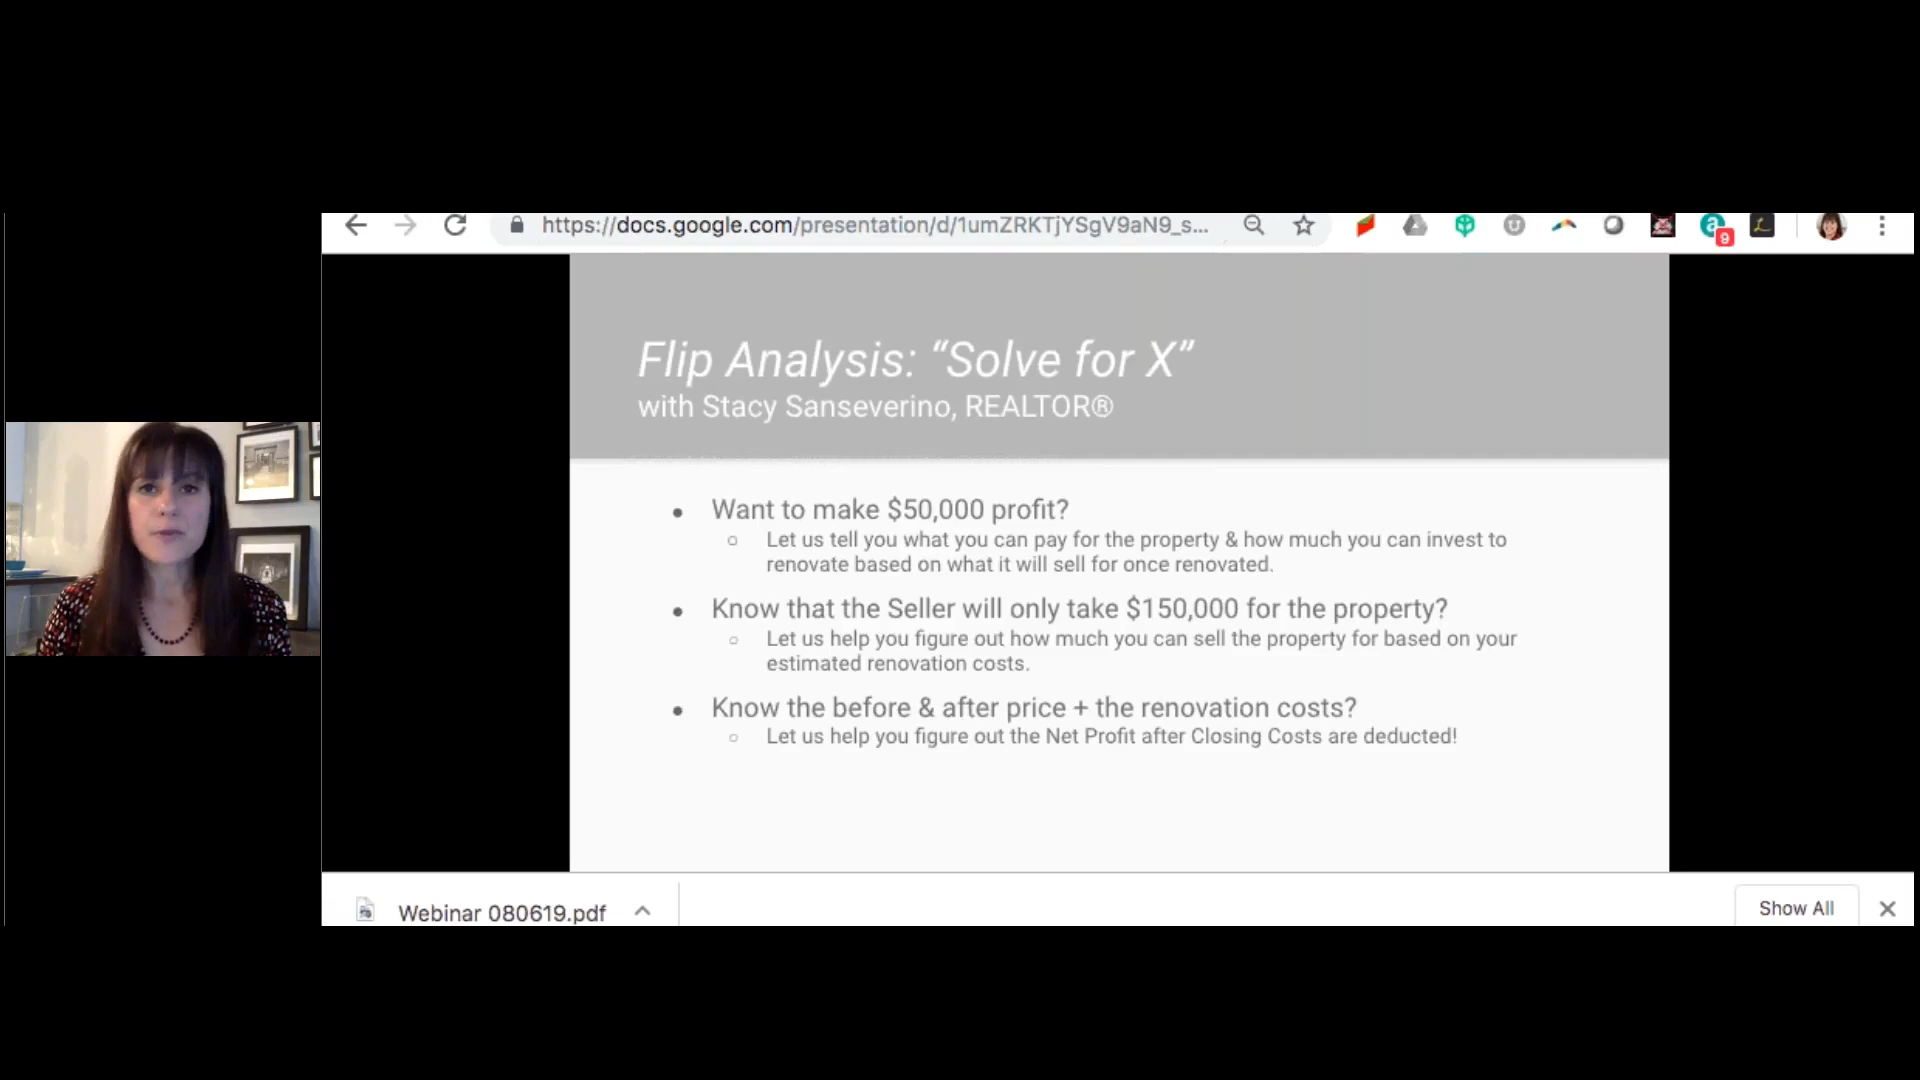 https://docs.google.com/presentation/d/1umZRKTjYSgV9aN9_s...
9
Flip Analysis: “Solve for X”
with Stacy Sanseverino, REALTOR®
● Want to make $50,000 profit?
○ Let us tell you what you can pay for the property & how much you can invest to
renovate based on what it will sell for once renovated.
● Know that the Seller will only take $150,000 for the property?
○ Let us help you figure out how much you can sell the property for based on your
estimated renovation costs.
● Know the before & after price + the renovation costs?
○ Let us help you figure out the Net Profit after Closing Costs are deducted!
Webinar 080619.pdf
Show All